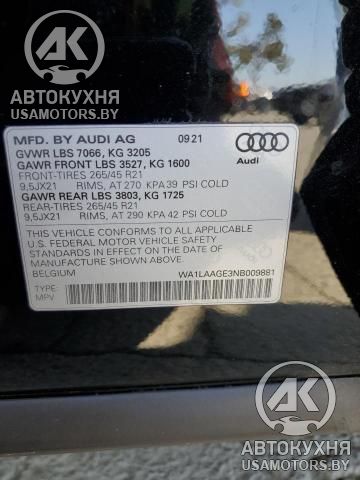 АК
АВТОКУХНЯ
USAMOTORS.BY
MFD. BY AUDI AG 09 21
GVWR LBS 7066, KG 3205
GAWR FRONT LBS 3527, KG 1600
FRONT-TIRES 265/45 R21
9,5JX21 RIMS, AT 270 KPA 39 PSI COLD
GAWR REAR LBS 3803, KG 1725
REAR-TIRES 265/45 R21
9,5JX21 RIMS, AT 290 KPA 42 PSI COLD
Audi
THIS VEHICLE CONFORMS TO ALL APPLICABLE
U.S. FEDERAL MOTOR VEHICLE SAFETY
STANDARDS IN EFFECT ON THE DATE OF
MANUFACTURE SHOWN ABOVE.
BELGIUM
WA1LAAGE3NB009881
TYPE:
MPV
АК
АВТОКУХНЯ
USAMOTORS.BY